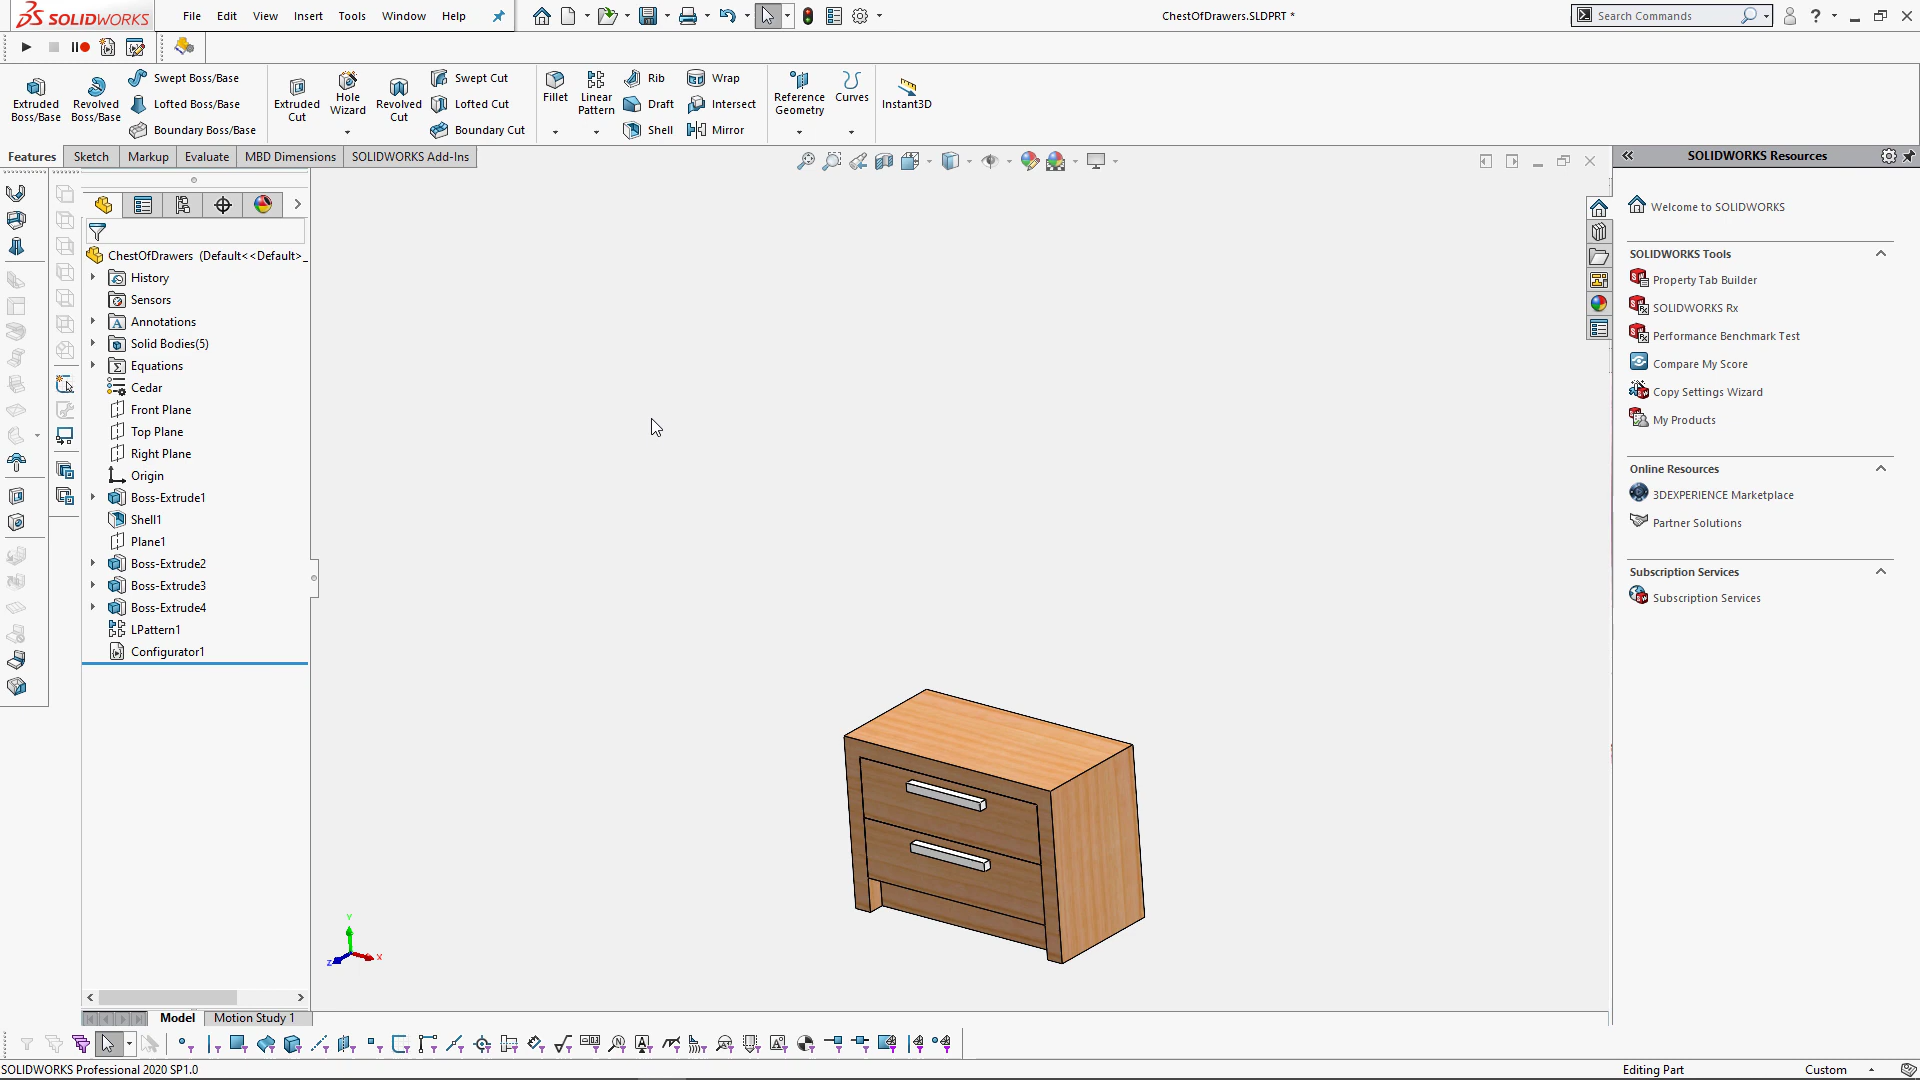 SOLIDWORKS
File Edit View Insert Tools Window Help
ChestOfDrawers.SLDPRT *
Search Commands
?
Extruded Boss/Base
Revolved Boss/Base
Swept Boss/Base
Lofted Boss/Base
Boundary Boss/Base
Extruded Cut
Hole Wizard
Revolved Cut
Swept Cut
Lofted Cut
Boundary Cut
Fillet
Linear Pattern
Rib
Draft
Shell
Wrap
Intersect
Mirror
Reference Geometry
Curves
Instant3D
Features Sketch Markup Evaluate MBD Dimensions SOLIDWORKS Add-Ins
ChestOfDrawers (Default<<Default>_
History
Sensors
Annotations
Solid Bodies(5)
Equations
Cedar
Front Plane
Top Plane
Right Plane
Origin
Boss-Extrude1
Shell1
Plane1
Boss-Extrude2
Boss-Extrude3
Boss-Extrude4
LPattern1
Configurator1
Y
X
Z
SOLIDWORKS Resources
Welcome to SOLIDWORKS
SOLIDWORKS Tools
Property Tab Builder
SOLIDWORKS Rx
Performance Benchmark Test
Compare My Score
Copy Settings Wizard
My Products
Online Resources
3DEXPERIENCE Marketplace
Partner Solutions
Subscription Services
Subscription Services
Model Motion Study 1
SOLIDWORKS Professional 2020 SP1.0
Editing Part
Custom